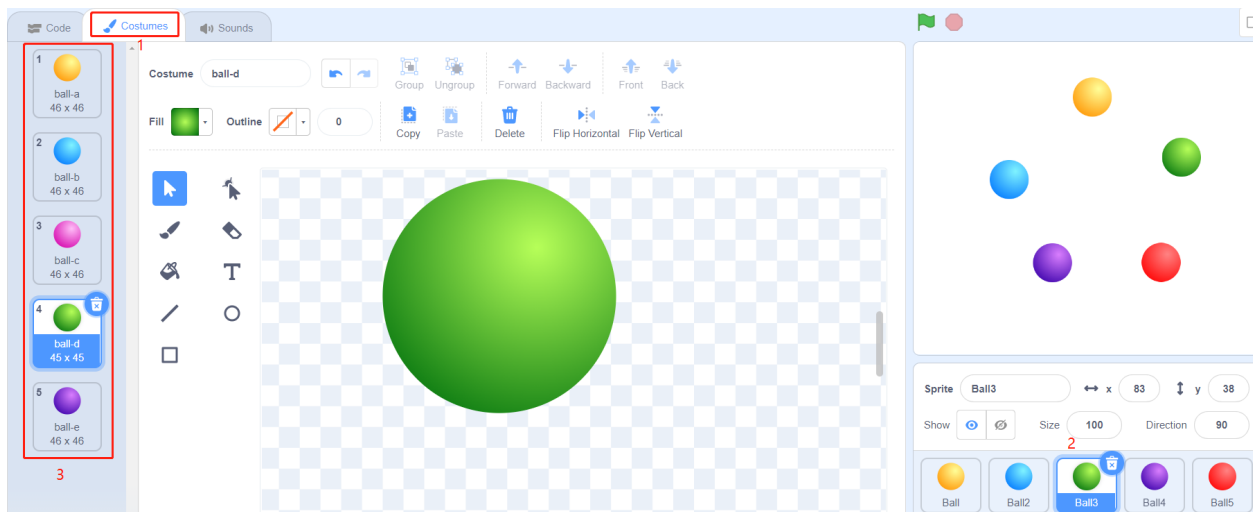 Code
Costumes
Sounds
1
1
ball-a
46 x 46
2
ball-b
46 x 46
3
ball-c
46 x 46
4
ball-d
45 x 45
5
ball-e
46 x 46
3
Costume ball-d
Group Ungroup Forward Backward Front Back
Fill Outline 0
Copy Paste Delete Flip Horizontal Flip Vertical
T
Sprite Ball3 x 83 y 38
Show Size 100 Direction 90
2
Ball Ball2 Ball3 Ball4 Ball5